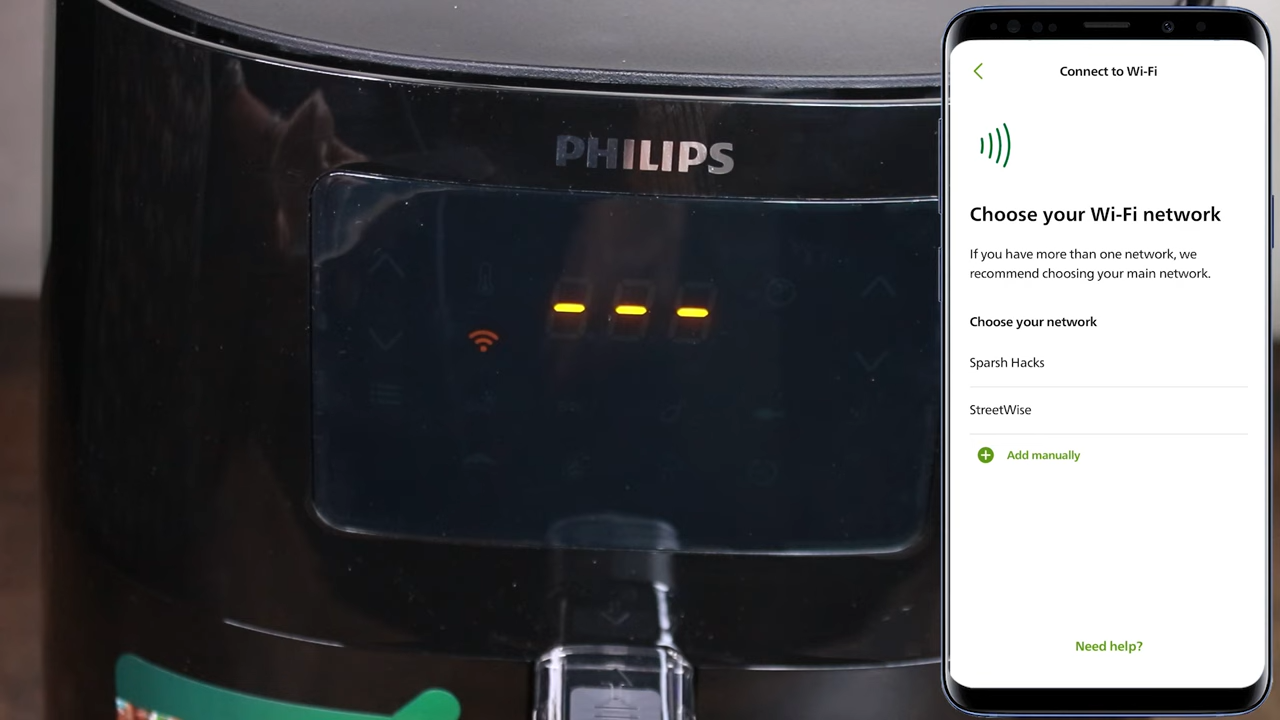 PHILIPS
Connect to Wi-Fi
Choose your Wi-Fi network
If you have more than one network, we
recommend choosing your main network.
Choose your network
Sparsh Hacks
StreetWise
Add manually
Need help?